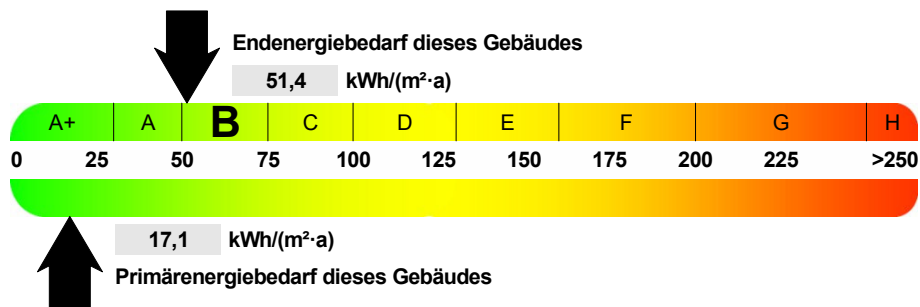 Endenergiebedarf dieses Gebäudes
51,4 kWh/(m²·a)
A+ A B C D E F G H
0 25 50 75 100 125 150 175 200 225 >250
17,1 kWh/(m²·a)
Primärenergiebedarf dieses Gebäudes